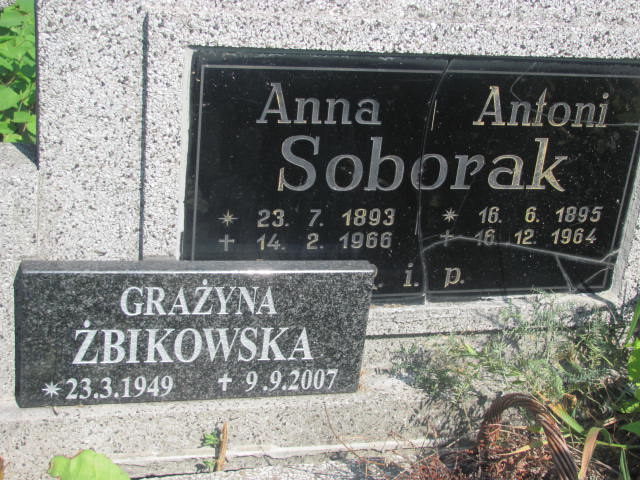 Anna Antoni
Soborak
* 23. 7. 1893 * 16. 6. 1895
+ 14. 2. 1966 + 16. 12. 1964
i. p.
GRAŻYNA
ŻBIKOWSKA
* 23.3.1949 + 9.9.2007